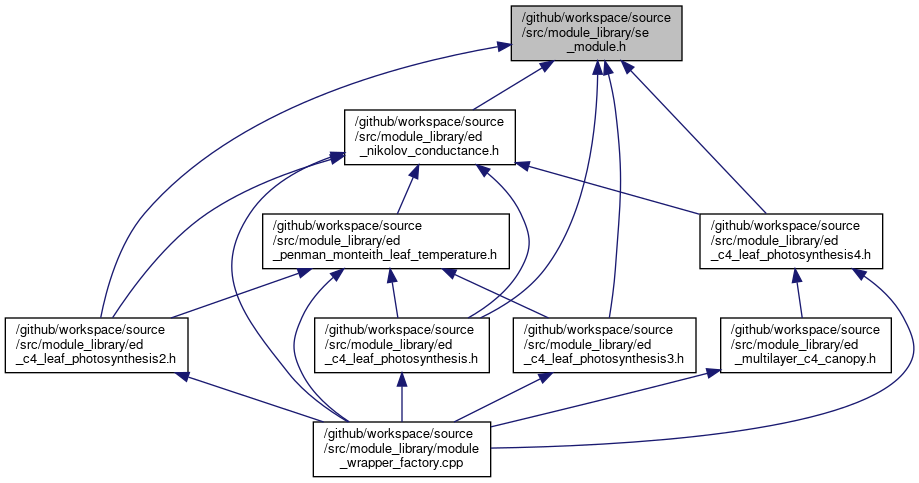 /github/workspace/source
/src/module_library/se
_module.h
/github/workspace/source
/src/module_library/ed
_nikolov_conductance.h
/github/workspace/source
/src/module_library/ed
_penman_monteith_leaf_temperature.h
/github/workspace/source
/src/module_library/ed
_c4_leaf_photosynthesis4.h
/github/workspace/source
/src/module_library/ed
_c4_leaf_photosynthesis2.h
/github/workspace/source
/src/module_library/ed
_c4_leaf_photosynthesis.h
/github/workspace/source
/src/module_library/ed
_c4_leaf_photosynthesis3.h
/github/workspace/source
/src/module_library/ed
_multilayer_c4_canopy.h
/github/workspace/source
/src/module_library/module
_wrapper_factory.cpp